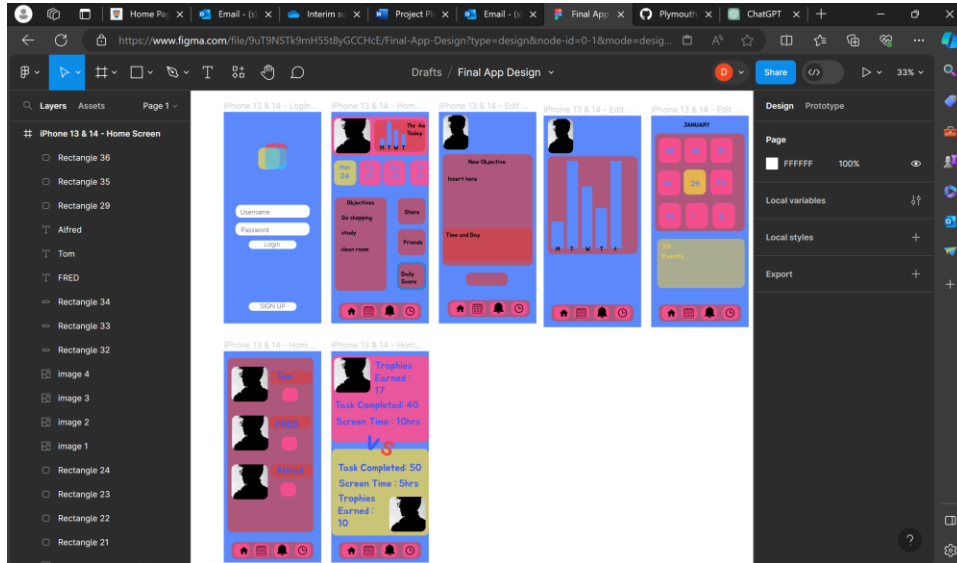 Home Pag
Email - (s)
Interim su
Project Pl
Email - (s)
Final App
Plymouth
ChatGPT
https://www.figma.com/file/9uT9NSTk9mH55t8yGCCHcE/Final-App-Design?type=design&node-id=0-1&mode=desig...
Drafts / Final App Design
D
Share
33%
Layers Assets Page 1
iPhone 13 & 14 - Home Screen
Rectangle 36
Rectangle 35
Rectangle 29
Alfred
Tom
FRED
Rectangle 34
Rectangle 33
Rectangle 32
image 4
image 3
image 2
image 1
Rectangle 24
Rectangle 23
Rectangle 22
Rectangle 21
iPhone 13 & 14 - Login...
Username
Password
Login
SIGN UP
iPhone 13 & 14 - Hom...
7hr 4m
Today
M T W T
24
Objectives
Go shopping
study
clean room
Store
Friends
Daily
Score
iPhone 13 & 14 - Edit ...
New Objective
Insert here
Time and Day
iPhone 13 & 14 - Edit ...
M T W T
iPhone 13 & 14 - Edit ...
JANUARY
29
29
Events
iPhone 13 & 14 - Hom...
Tom
FRED
Alfred
iPhone 13 & 14 - Hom...
Trophies
Earned :
17
Task Completed: 40
Screen Time : 10hrs
VS
Task Completed: 50
Screen Time : 5hrs
Trophies
Earned :
10
Design Prototype
Page
FFFFFF 100%
Local variables
Local styles
Export
?